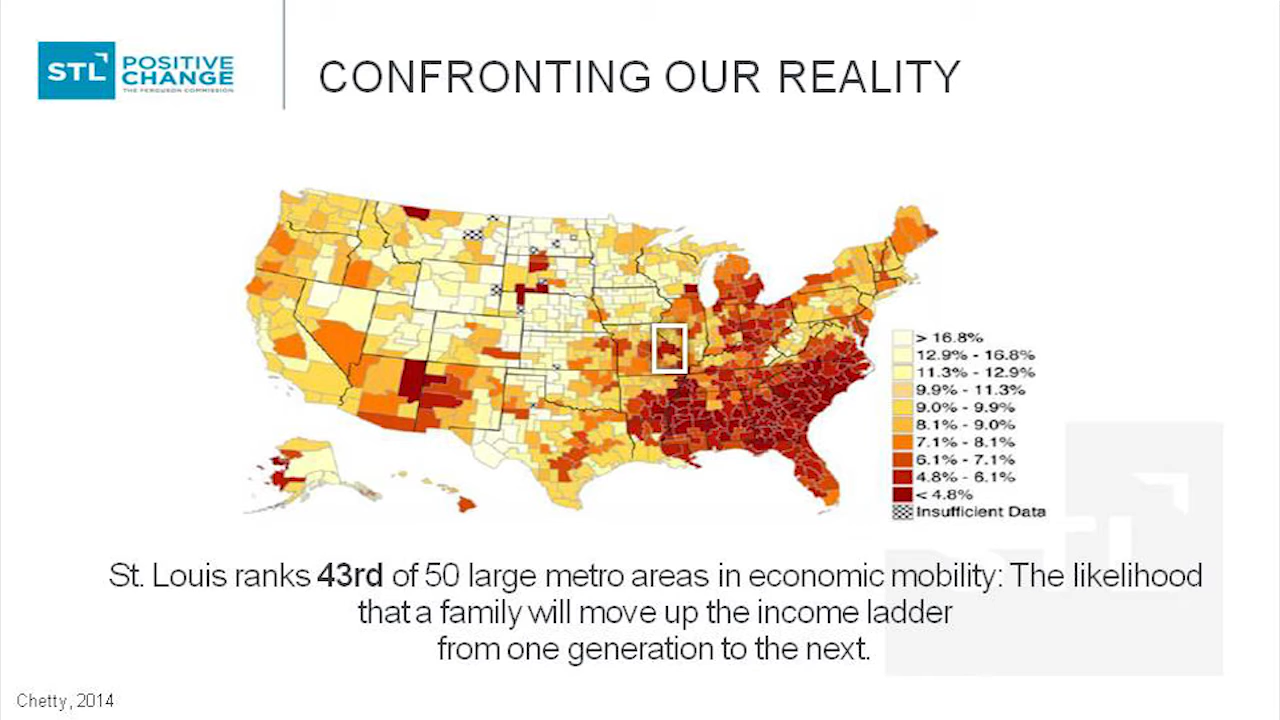 STL POSITIVE
CHANGE
THE FERGUSON COMMISSION
CONFRONTING OUR REALITY
> 16.8%
12.9% - 16.8%
11.3% - 12.9%
9.9% - 11.3%
9.0% - 9.9%
8.1% - 9.0%
7.1% - 8.1%
6.1% - 7.1%
4.8% - 6.1%
< 4.8%
Insufficient Data
STL
St. Louis ranks 43rd of 50 large metro areas in economic mobility: The likelihood
that a family will move up the income ladder
from one generation to the next.
Chetty, 2014